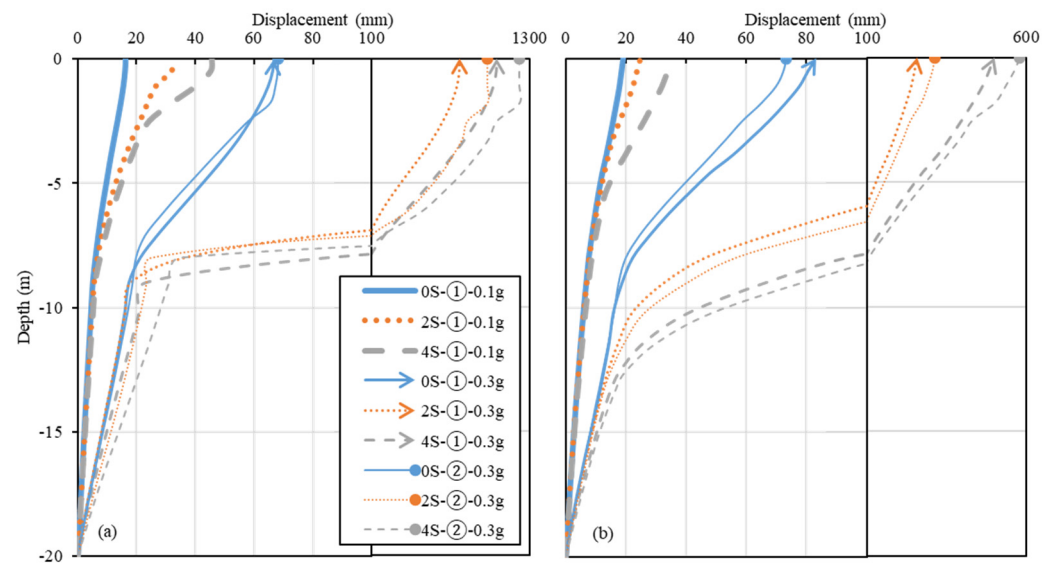 Displacement (mm)
0 20 40 60 80 100 1300
Displacement (mm)
0 20 40 60 80 100 600
Depth (m)
0
-5
-10
-15
-20
0S-①-0.1g
2S-①-0.1g
4S-①-0.1g
0S-①-0.3g
2S-①-0.3g
4S-①-0.3g
0S-②-0.3g
2S-②-0.3g
4S-②-0.3g
(a)
(b)